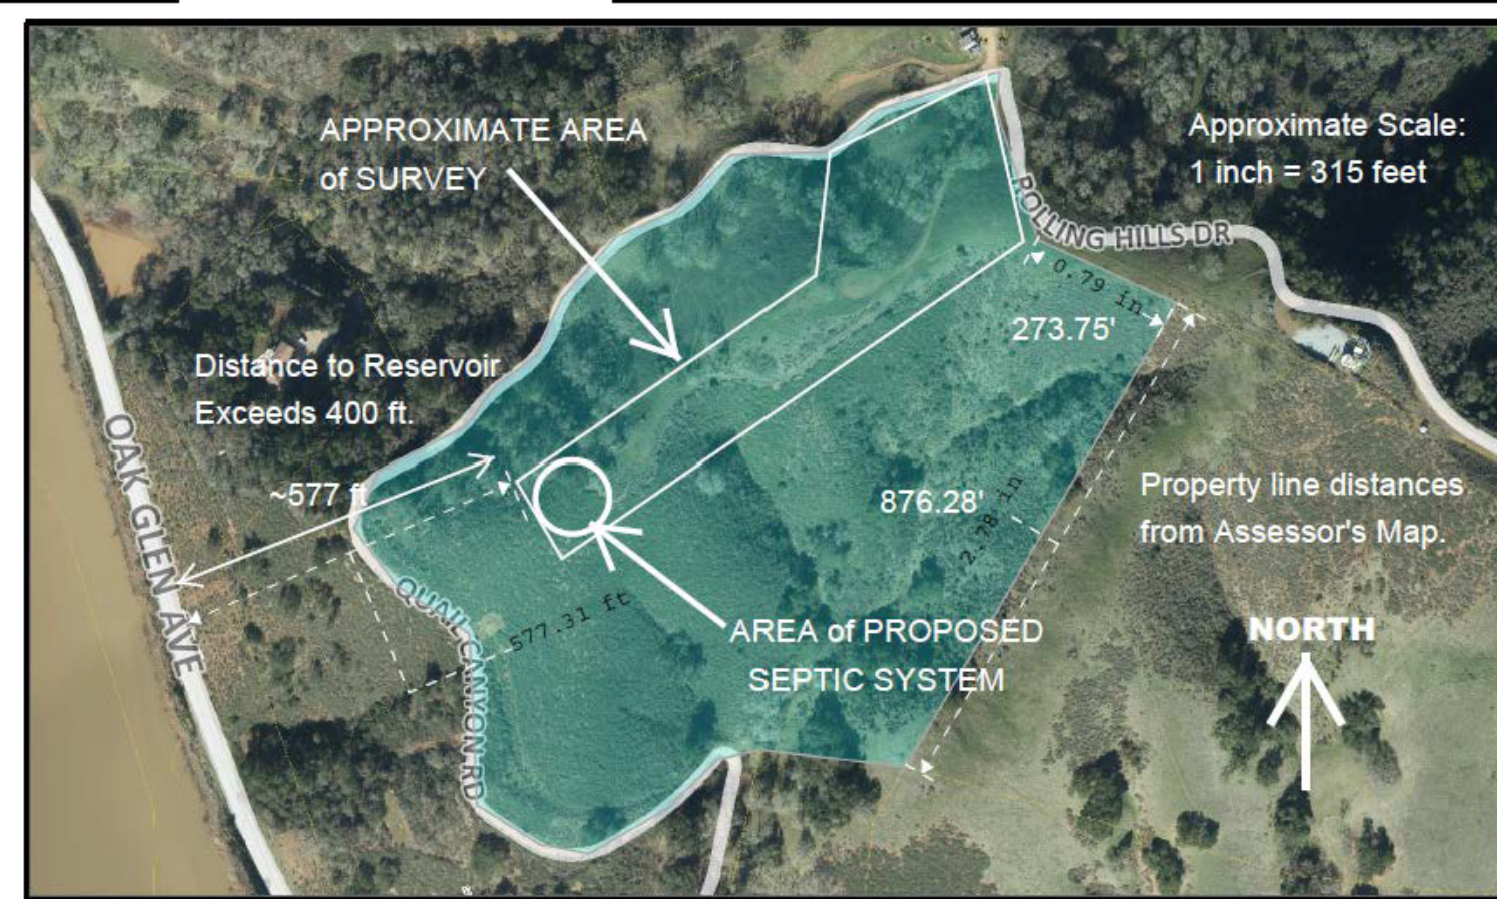 APPROXIMATE AREA
of SURVEY
Approximate Scale:
1 inch = 315 feet
ROLLING HILLS DR
0.79 in
273.75'
Distance to Reservoir
Exceeds 400 ft.
~577 ft
OAK GLEN AVE
876.28'
2.78 in
Property line distances
from Assessor's Map.
QUAIL CANYON RD
577.31 ft
AREA of PROPOSED
SEPTIC SYSTEM
NORTH